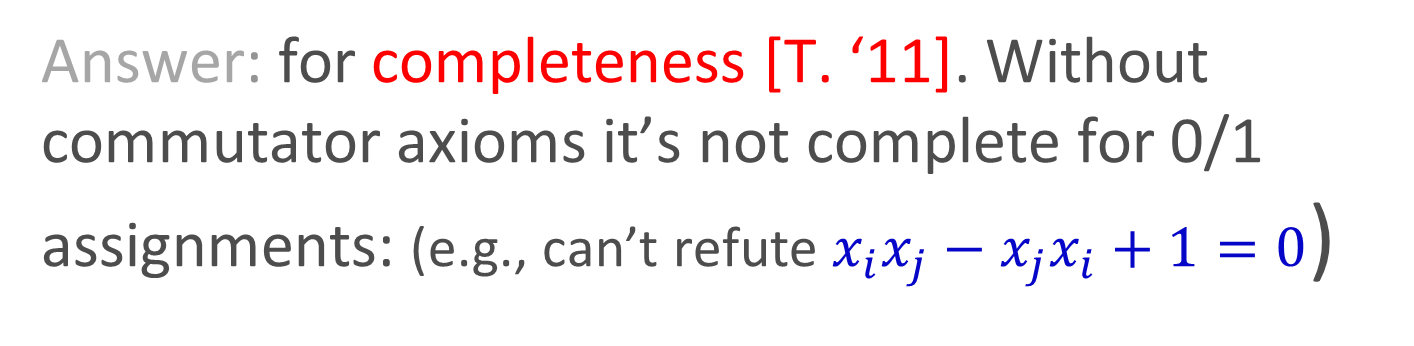 Answer: for completeness [T. ‘11]. Without
commutator axioms it’s not complete for 0/1
assignments: (e.g., can’t refute xᵢxⱼ − xⱼxᵢ + 1 = 0)